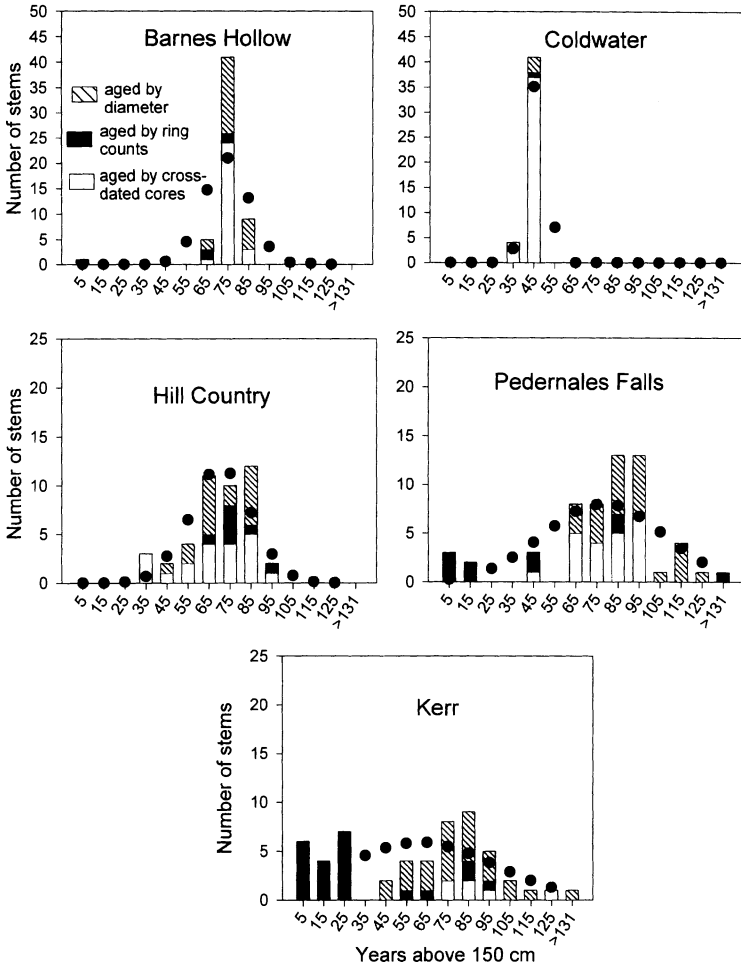 Barnes Hollow
Number of stems
50
45
40
35
30
25
20
15
10
5
0
aged by
diameter
aged by ring
counts
aged by cross-
dated cores
5 15 25 35 45 55 65 75 85 95 105 115 125 >131
Coldwater
50
45
40
35
30
25
20
15
10
5
0
5 15 25 35 45 55 65 75 85 95 105 115 125 >131
Hill Country
Number of stems
25
20
15
10
5
0
5 15 25 35 45 55 65 75 85 95 105 115 125 >131
Pedernales Falls
25
20
15
10
5
0
5 15 25 35 45 55 65 75 85 95 105 115 125 >131
Kerr
Number of stems
25
20
15
10
5
0
5 15 25 35 45 55 65 75 85 95 105 115 125 >131
Years above 150 cm